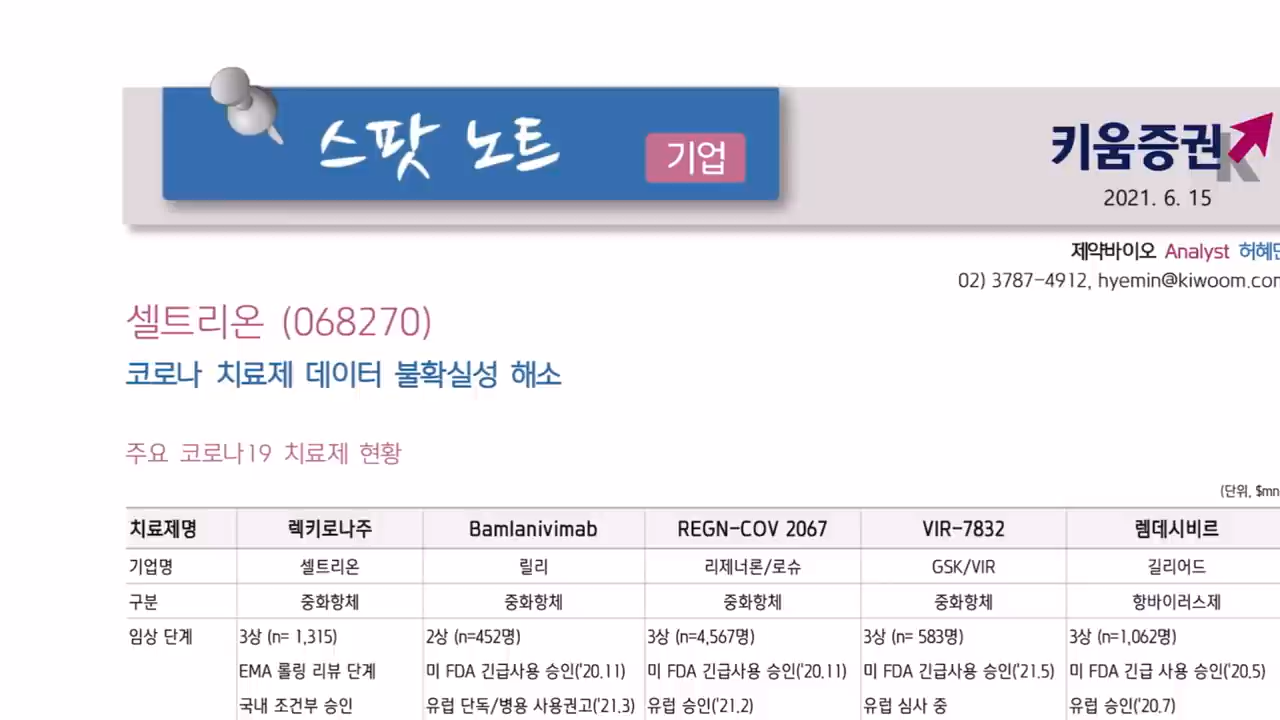 스팟 노트 기업
키움증권
2021. 6. 15
제약바이오 Analyst
02) 3787-4912, hyemin@kiwoom.com
셀트리온 (068270)
코로나 치료제 데이터 불확실성 해소
주요 코로나19 치료제 현황
(단위, $mn
치료제명 렉키로나주 Bamlanivimab REGN-COV 2067 VIR-7832 렘데시비르
기업명 셀트리온 릴리 리제너론/로슈 GSK/VIR 길리어드
구분 중화항체 중화항체 중화항체 중화항체 항바이러스제
임상 단계 3상 (n= 1,315) 2상 (n=452명) 3상 (n=4,567명) 3상 (n= 583명) 3상 (n=1,062명)
EMA 롤링 리뷰 단계 미 FDA 긴급사용 승인('20.11) 미 FDA 긴급사용 승인('20.11) 미 FDA 긴급사용 승인('21.5) 미 FDA 긴급 사용 승인('20.5)
국내 조건부 승인 유럽 단독/병용 사용권고('21.3) 유럽 승인('21.2) 유럽 심사 중 유럽 승인('20.7)